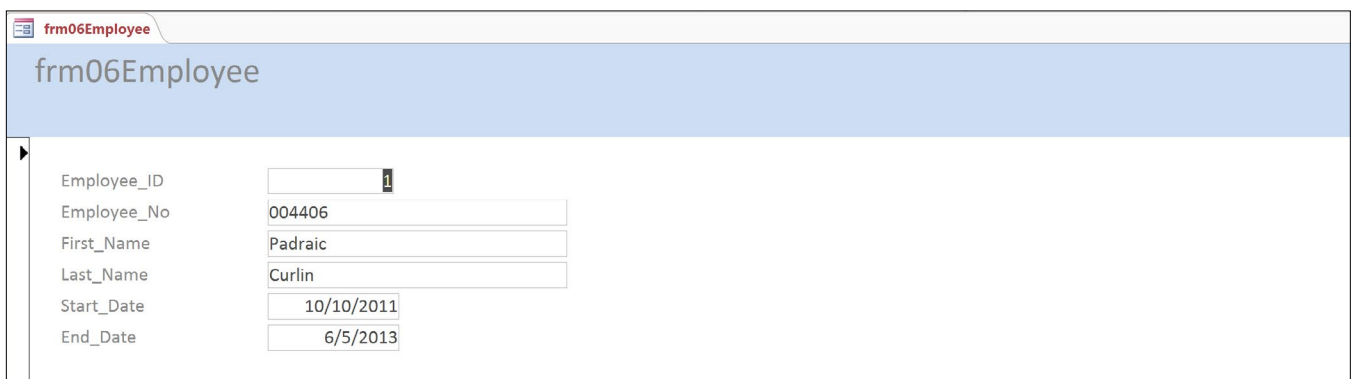 frm06Employee
frm06Employee
Employee_ID 1
Employee_No 004406
First_Name Padraic
Last_Name Curlin
Start_Date 10/10/2011
End_Date 6/5/2013